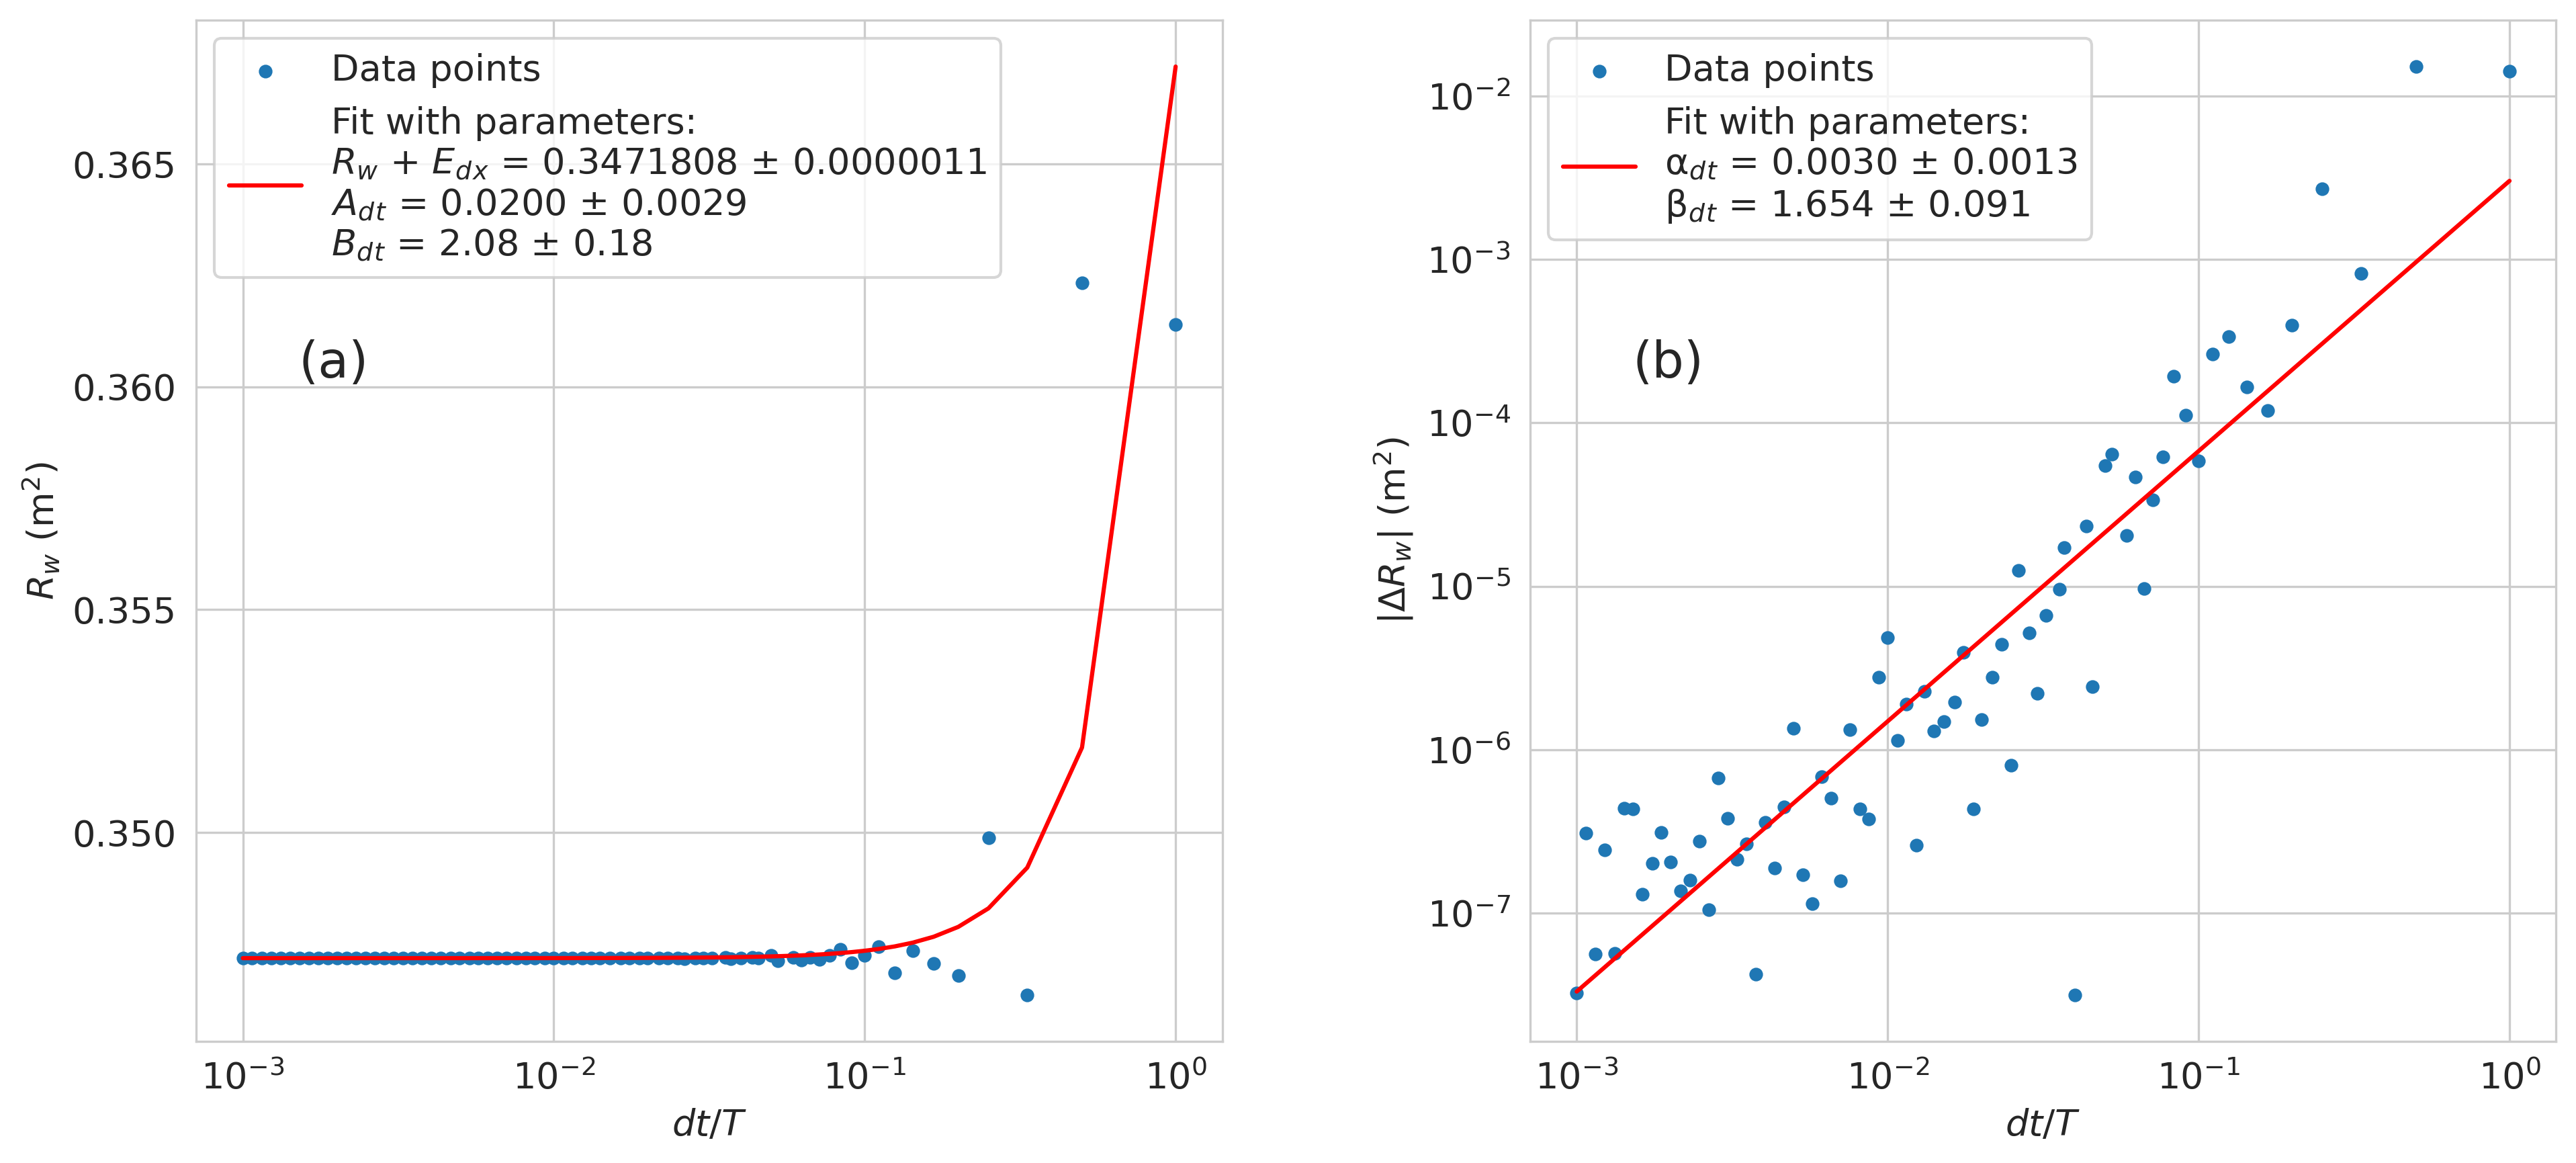 Data points
Fit with parameters:
R_w + E_dx = 0.3471808 ± 0.0000011
A_dt = 0.0200 ± 0.0029
B_dt = 2.08 ± 0.18
(a)
0.365
0.360
0.355
0.350
R_w (m²)
10⁻³ 10⁻² 10⁻¹ 10⁰
dt/T
Data points
Fit with parameters:
α_dt = 0.0030 ± 0.0013
β_dt = 1.654 ± 0.091
(b)
10⁻²
10⁻³
10⁻⁴
10⁻⁵
10⁻⁶
10⁻⁷
|ΔR_w| (m²)
10⁻³ 10⁻² 10⁻¹ 10⁰
dt/T